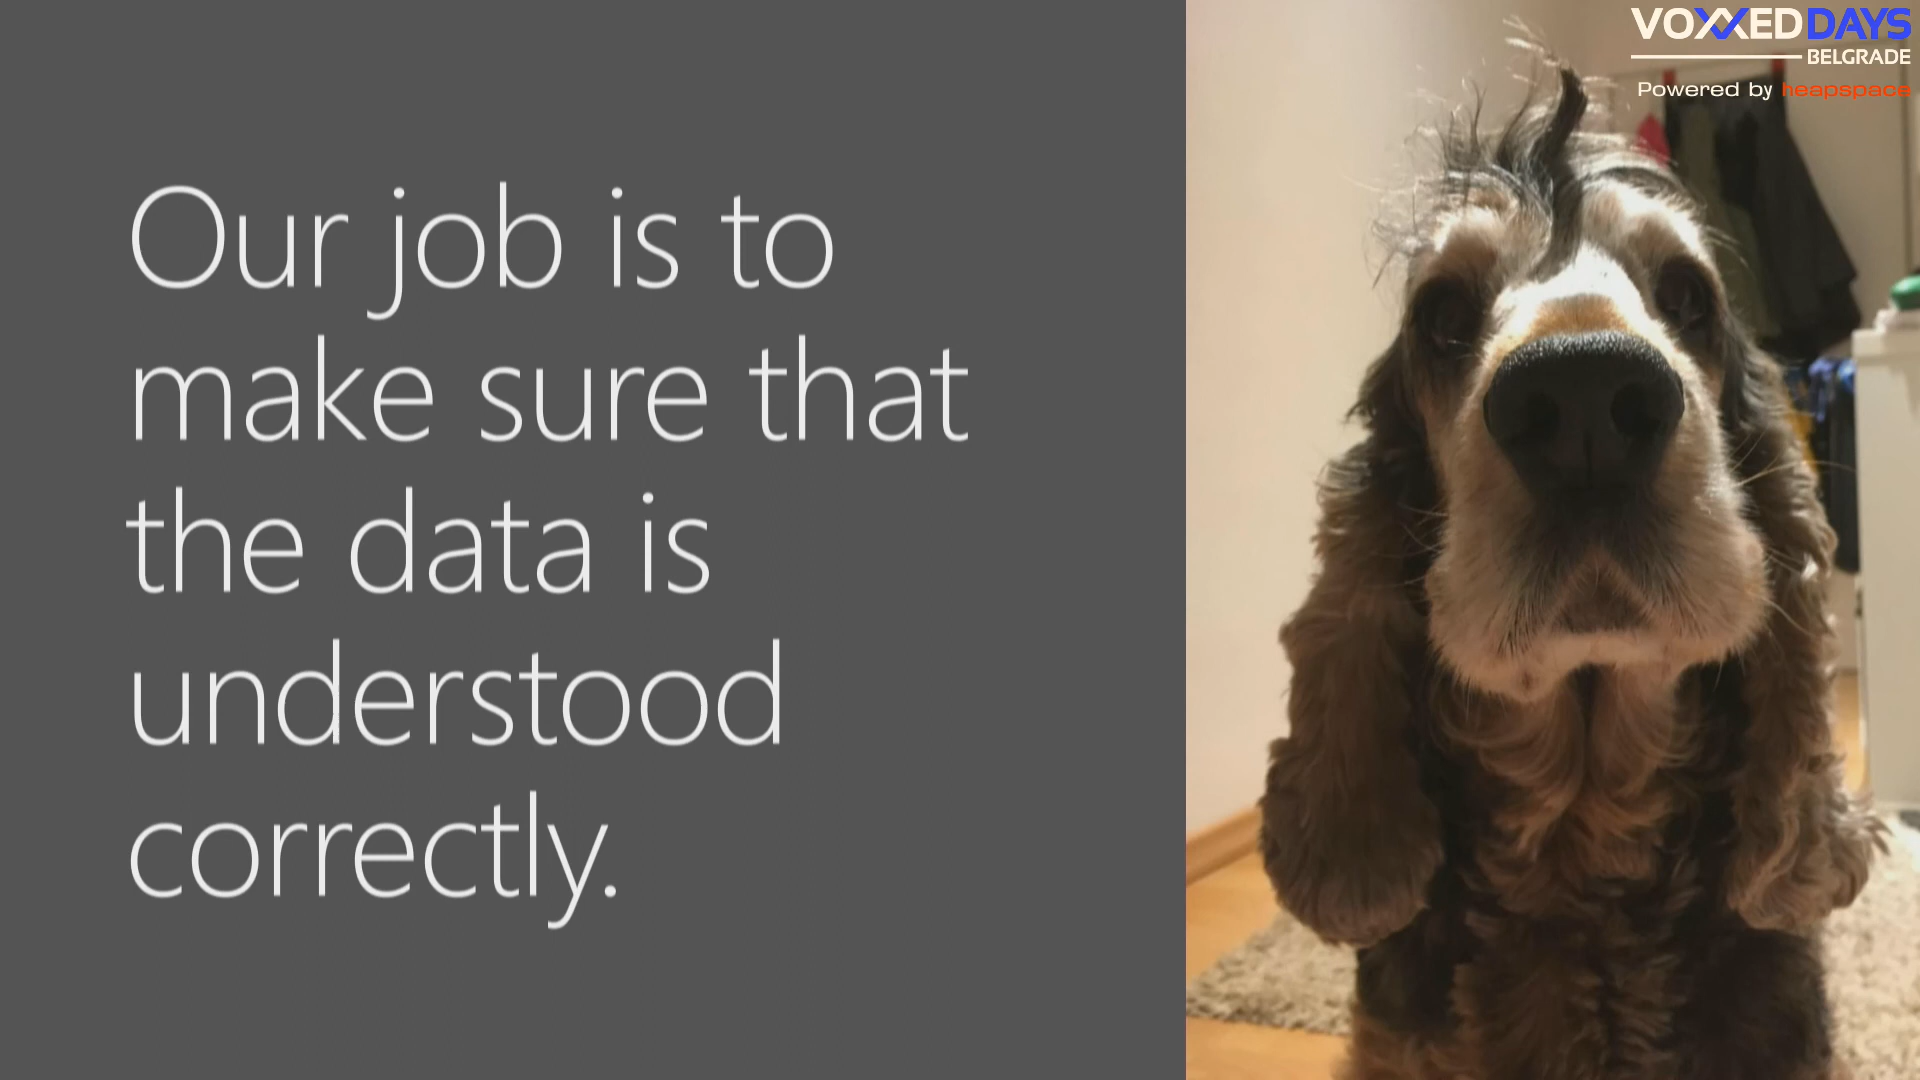 Our job is to
make sure that
the data is
understood
correctly.
VOXXED DAYS
BELGRADE
Powered by heapspace